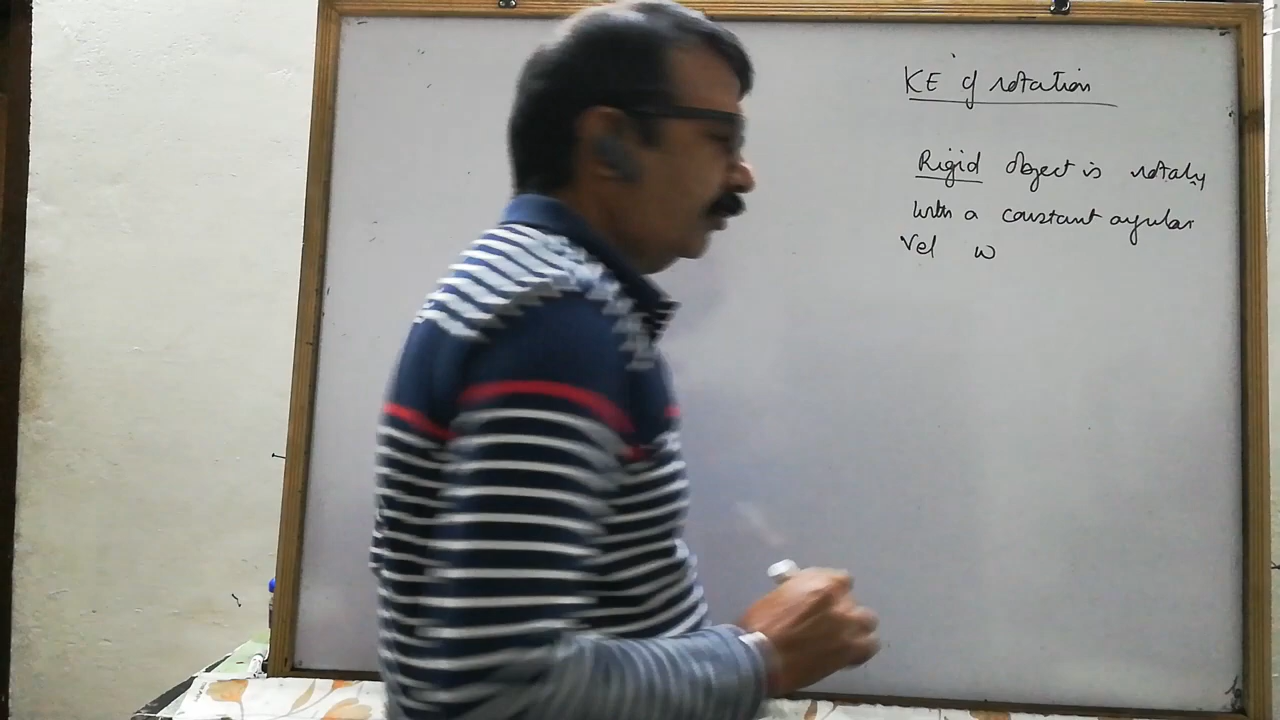 KE of rotation
Rigid object is rotating
with a constant angular
Vel ω